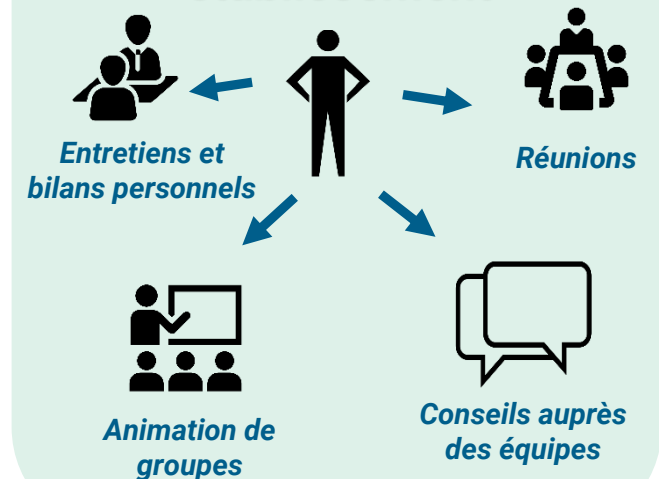 Entretiens et
bilans personnels
Réunions
Animation de
groupes
Conseils auprès
des équipes